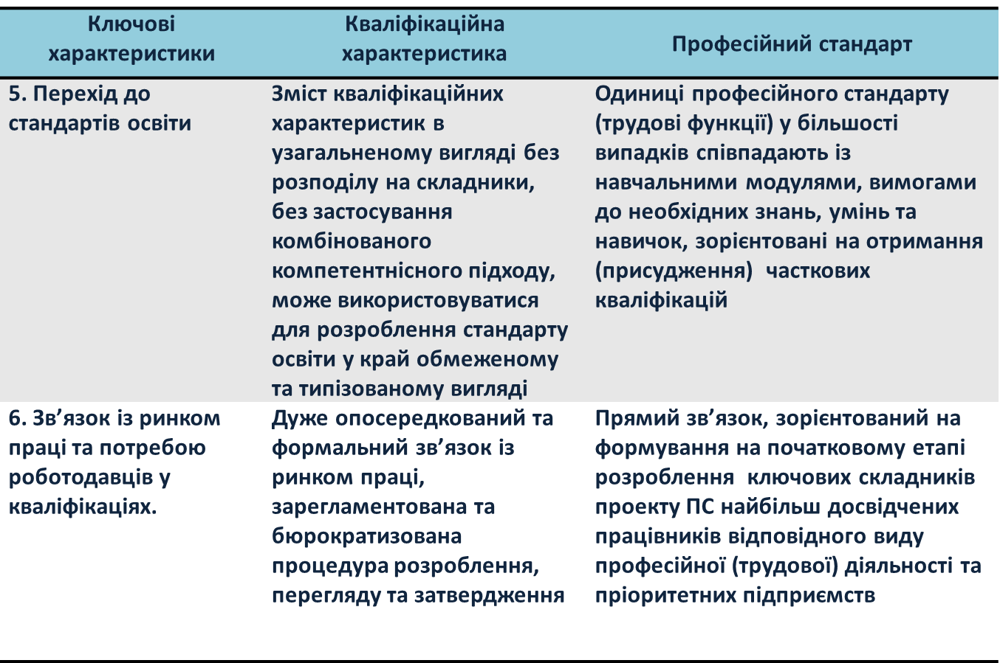 Ключові
характеристики
Кваліфікаційна
характеристика
Професійний стандарт
5. Перехід до
стандартів освіти
Зміст кваліфікаційних
характеристик в
узагальненому вигляді без
розподілу на складники,
без застосування
комбінованого
компетентнісного підходу,
може використовуватися
для розроблення стандарту
освіти у край обмеженому
та типізованому вигляді
Одиниці професійного стандарту
(трудові функції) у більшості
випадків співпадають із
навчальними модулями, вимогами
до необхідних знань, умінь та
навичок, зорієнтовані на отримання
(присудження) часткових
кваліфікацій
6. Зв’язок із ринком
праці та потребою
роботодавців у
кваліфікаціях.
Дуже опосередкований та
формальний зв’язок із
ринком праці,
зарегламентована та
бюрократизована
процедура розроблення,
перегляду та затвердження
Прямий зв’язок, зорієнтований на
формування на початковому етапі
розроблення ключових складників
проекту ПС найбільш досвідчених
працівників відповідного виду
професійної (трудової) діяльності та
пріоритетних підприємств